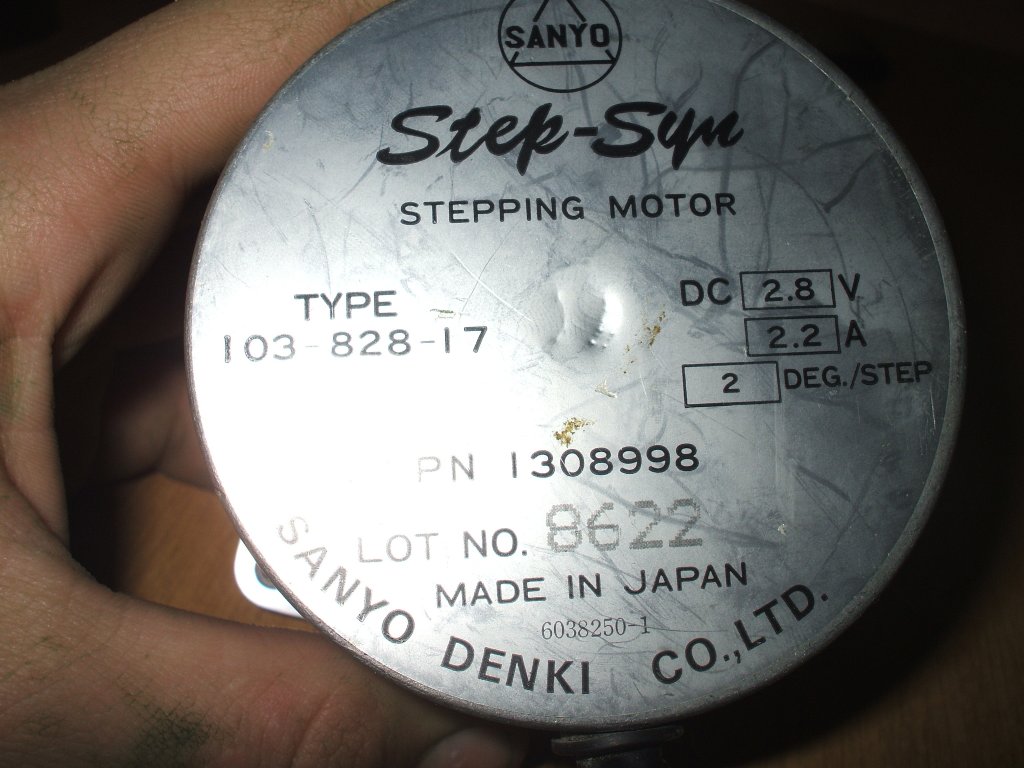 SANYO
Step-Syn
STEPPING MOTOR
TYPE
103-828-17
DC 2.8 V
2.2 A
2 DEG./STEP
PN 1308998
LOT NO. 8622
MADE IN JAPAN
6038250-1
SANYO DENKI CO.,LTD.